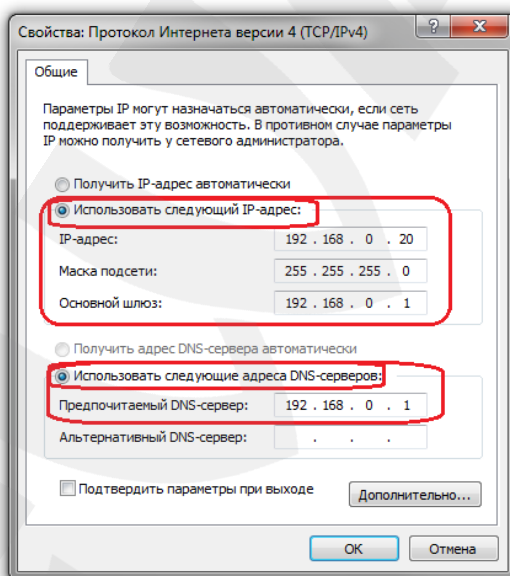 Свойства: Протокол Интернета версии 4 (TCP/IPv4)
Общие
Параметры IP могут назначаться автоматически, если сеть
поддерживает эту возможность. В противном случае параметры
IP можно получить у сетевого администратора.
Получить IP-адрес автоматически
Использовать следующий IP-адрес:
IP-адрес: 192 . 168 . 0 . 20
Маска подсети: 255 . 255 . 255 . 0
Основной шлюз: 192 . 168 . 0 . 1
Получить адрес DNS-сервера автоматически
Использовать следующие адреса DNS-серверов:
Предпочитаемый DNS-сервер: 192 . 168 . 0 . 1
Альтернативный DNS-сервер: . . .
Подтвердить параметры при выходе
Дополнительно...
OK Отмена